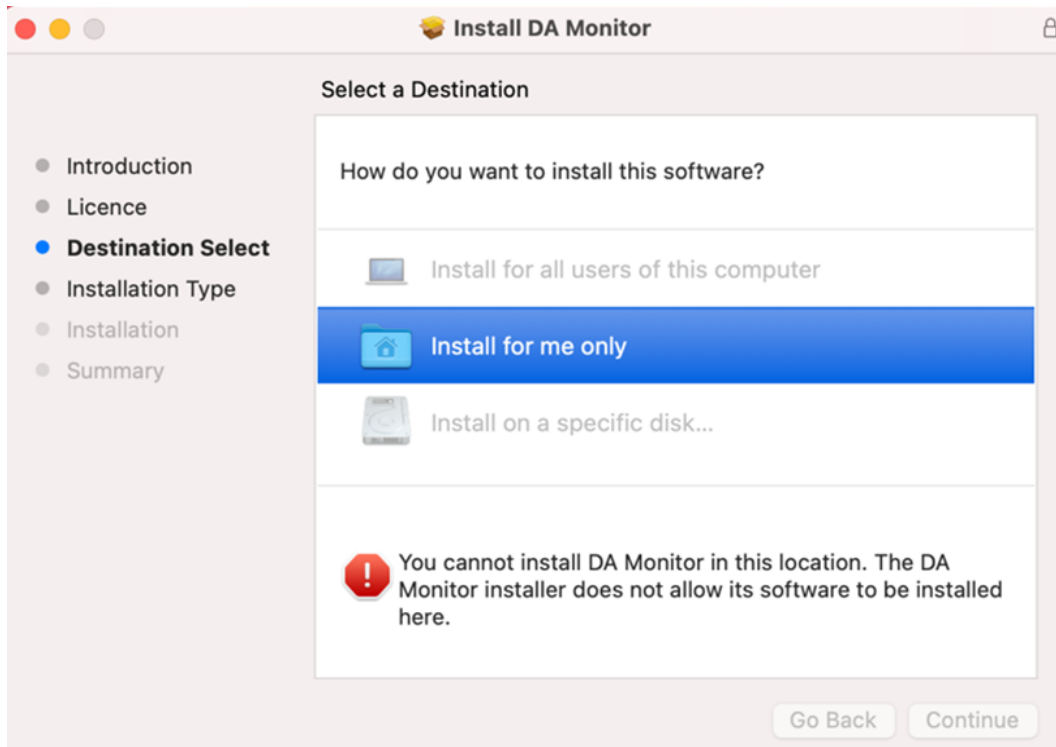 Install DA Monitor
Select a Destination
Introduction
Licence
Destination Select
Installation Type
Installation
Summary
How do you want to install this software?
Install for all users of this computer
Install for me only
Install on a specific disk...
You cannot install DA Monitor in this location. The DA
Monitor installer does not allow its software to be installed
here.
Go Back
Continue